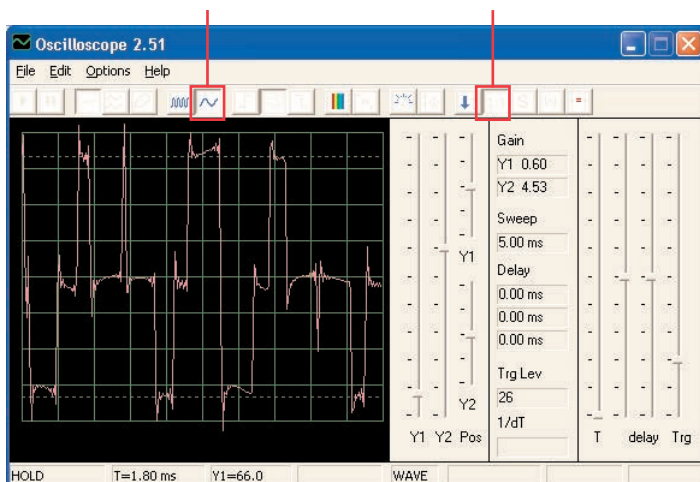 Oscilloscope 2.51
File Edit Options Help
Gain
Y1 0.60
Y2 4.53
Sweep
5.00 ms
Y1
Delay
0.00 ms
0.00 ms
0.00 ms
Trg Lev
26
Y2
1/dT
Y1 Y2 Pos
T delay Trg
HOLD T=1.80 ms Y1=66.0 WAVE